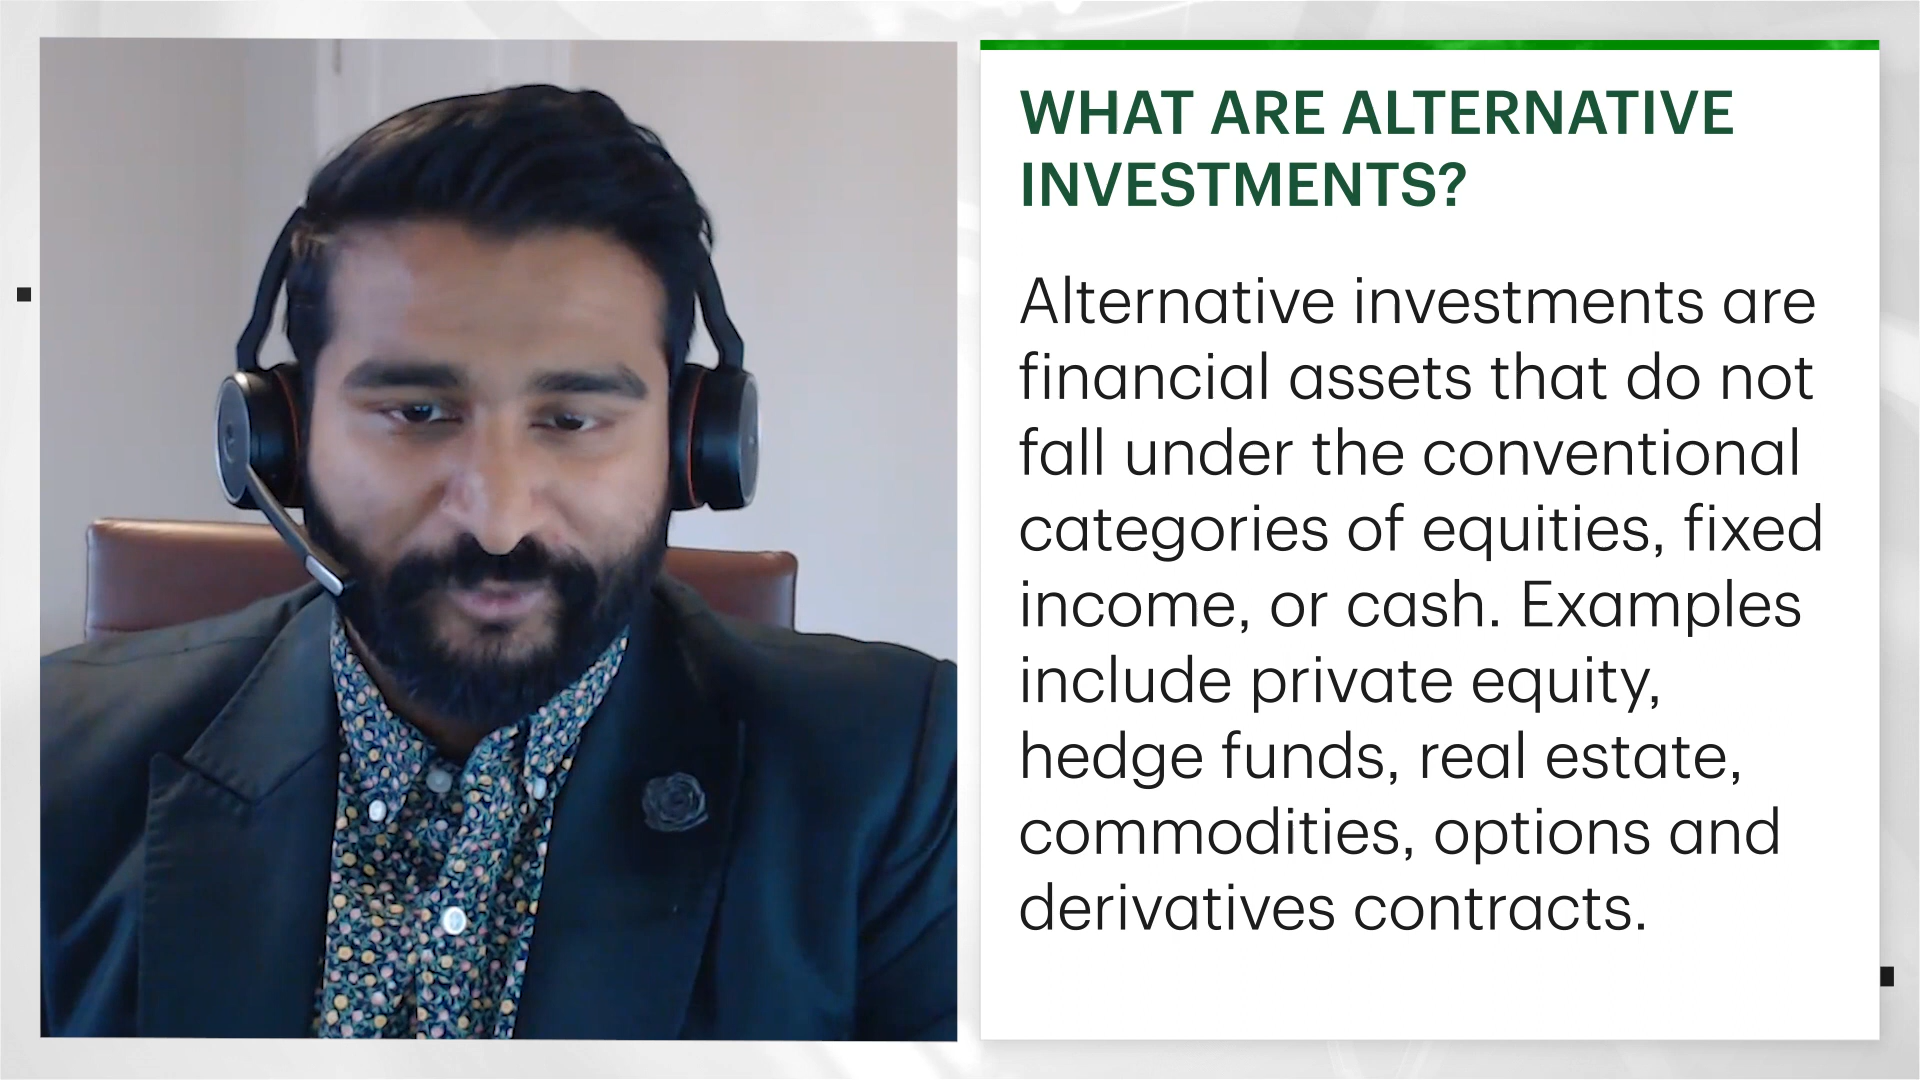 WHAT ARE ALTERNATIVE
INVESTMENTS?
Alternative investments are
financial assets that do not
fall under the conventional
categories of equities, fixed
income, or cash. Examples
include private equity,
hedge funds, real estate,
commodities, options and
derivatives contracts.